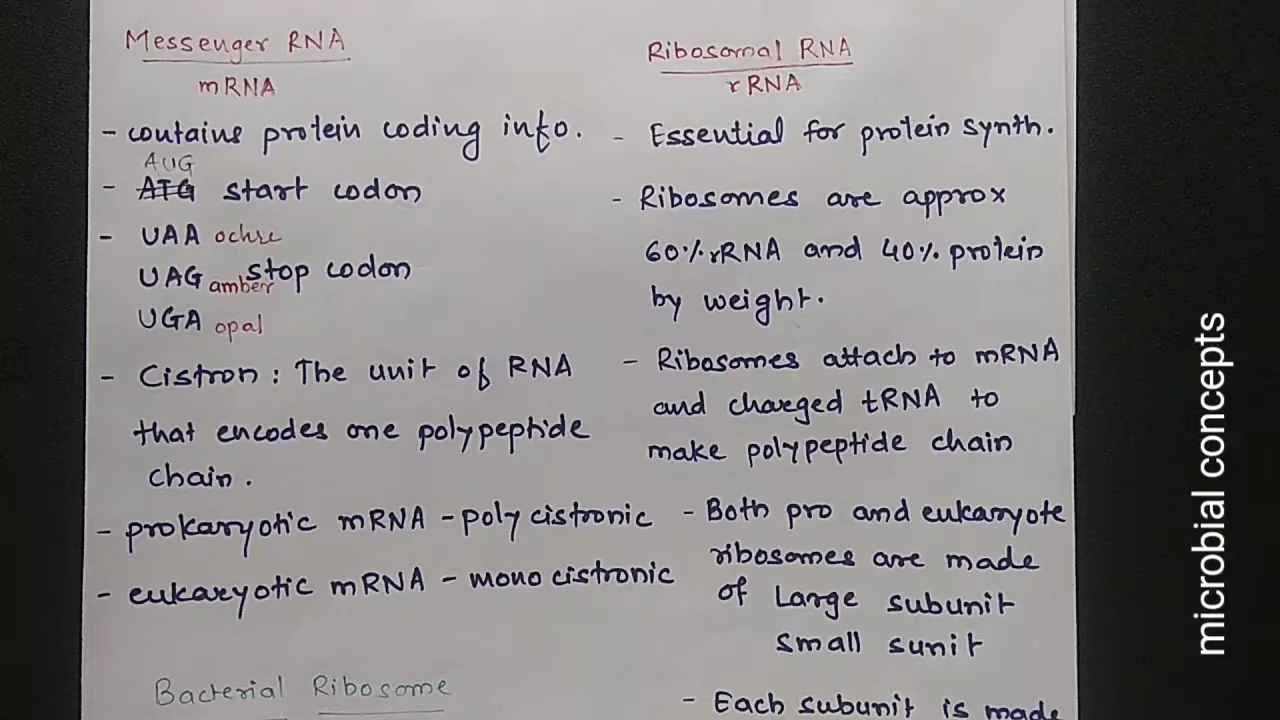 Messenger RNA
mRNA
- contains protein coding info.
AUG
- ATG start codon
- UAA ochre
UAG amber stop codon
UGA opal
- Cistron : The unit of RNA
that encodes one polypeptide
chain.
- prokaryotic mRNA - poly cistronic
- eukaryotic mRNA - mono cistronic
Bacterial Ribosome
Ribosomal RNA
rRNA
- Essential for protein synth.
- Ribosomes are approx
60% rRNA and 40% protein
by weight.
- Ribosomes attach to mRNA
and charged tRNA to
make polypeptide chain
- Both pro and eukaryote
ribosomes are made
of Large subunit
small sunit
- Each subunit is made
microbial concepts